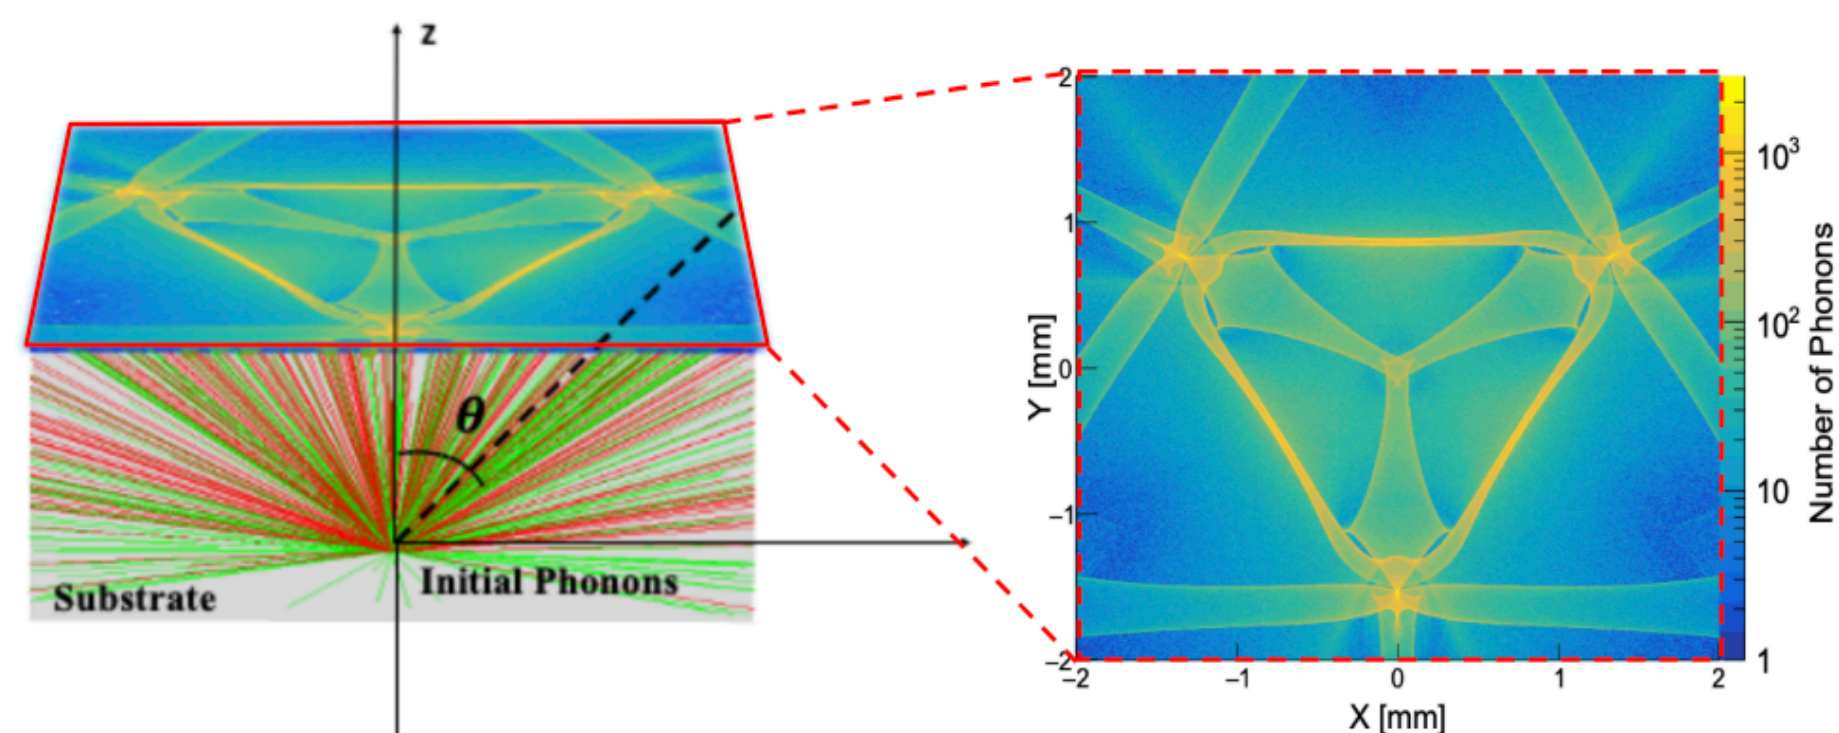 z
θ
Initial Phonons
Substrate
2
1
0
−1
−2
Y [mm]
−2
−1
0
1
2
X [mm]
10³
10²
10
1
Number of Phonons